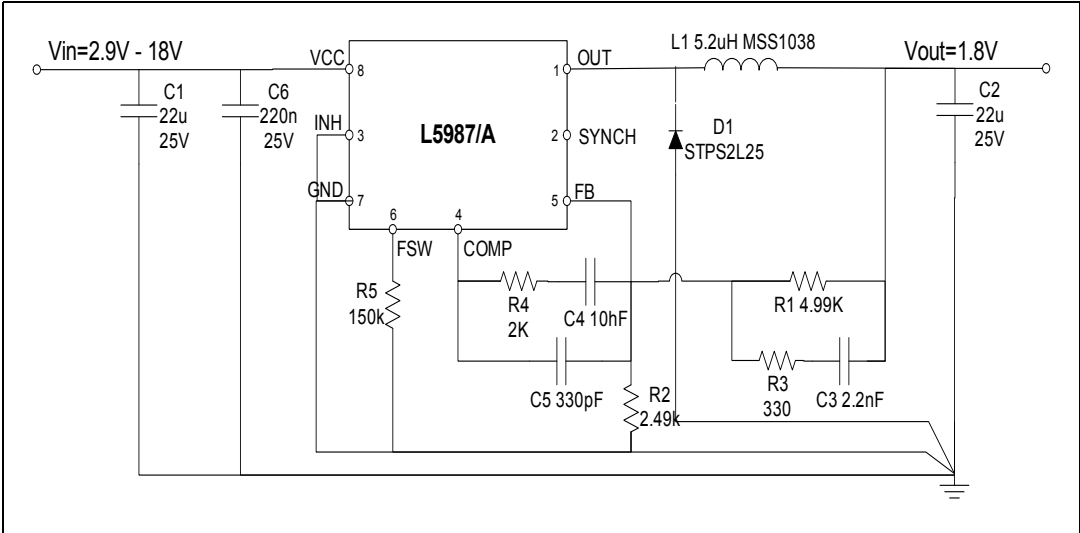 Vin=2.9V - 18V
C1
22u
25V
C6
220n
25V
VCC
8
INH
3
GND
7
L5987/A
6
FSW
4
COMP
1
OUT
2
SYNCH
5
FB
L1 5.2uH MSS1038
Vout=1.8V
D1
STPS2L25
C2
22u
25V
R5
150k
R4
2K
C4 10hF
C5 330pF
R2
2.49k
R1 4.99K
R3
330
C3 2.2nF